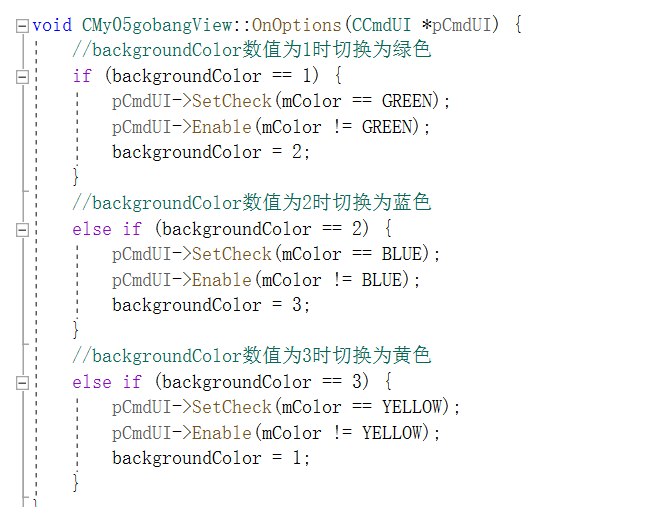 void CMy05gobangView::OnOptions(CCmdUI *pCmdUI) {
//backgroundColor数值为1时切换为绿色
if (backgroundColor == 1) {
pCmdUI->SetCheck(mColor == GREEN);
pCmdUI->Enable(mColor != GREEN);
backgroundColor = 2;
}
//backgroundColor数值为2时切换为蓝色
else if (backgroundColor == 2) {
pCmdUI->SetCheck(mColor == BLUE);
pCmdUI->Enable(mColor != BLUE);
backgroundColor = 3;
}
//backgroundColor数值为3时切换为黄色
else if (backgroundColor == 3) {
pCmdUI->SetCheck(mColor == YELLOW);
pCmdUI->Enable(mColor != YELLOW);
backgroundColor = 1;
}